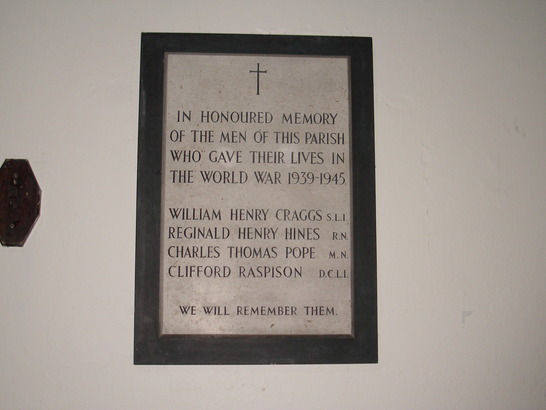 IN HONOURED MEMORY
OF THE MEN OF THIS PARISH
WHO GAVE THEIR LIVES IN
THE WORLD WAR 1939-1945
WILLIAM HENRY CRAGGS S.L.I.
REGINALD HENRY HINES R.N.
CHARLES THOMAS POPE M.N.
CLIFFORD RASPISON D.C.L.I.
WE WILL REMEMBER THEM.